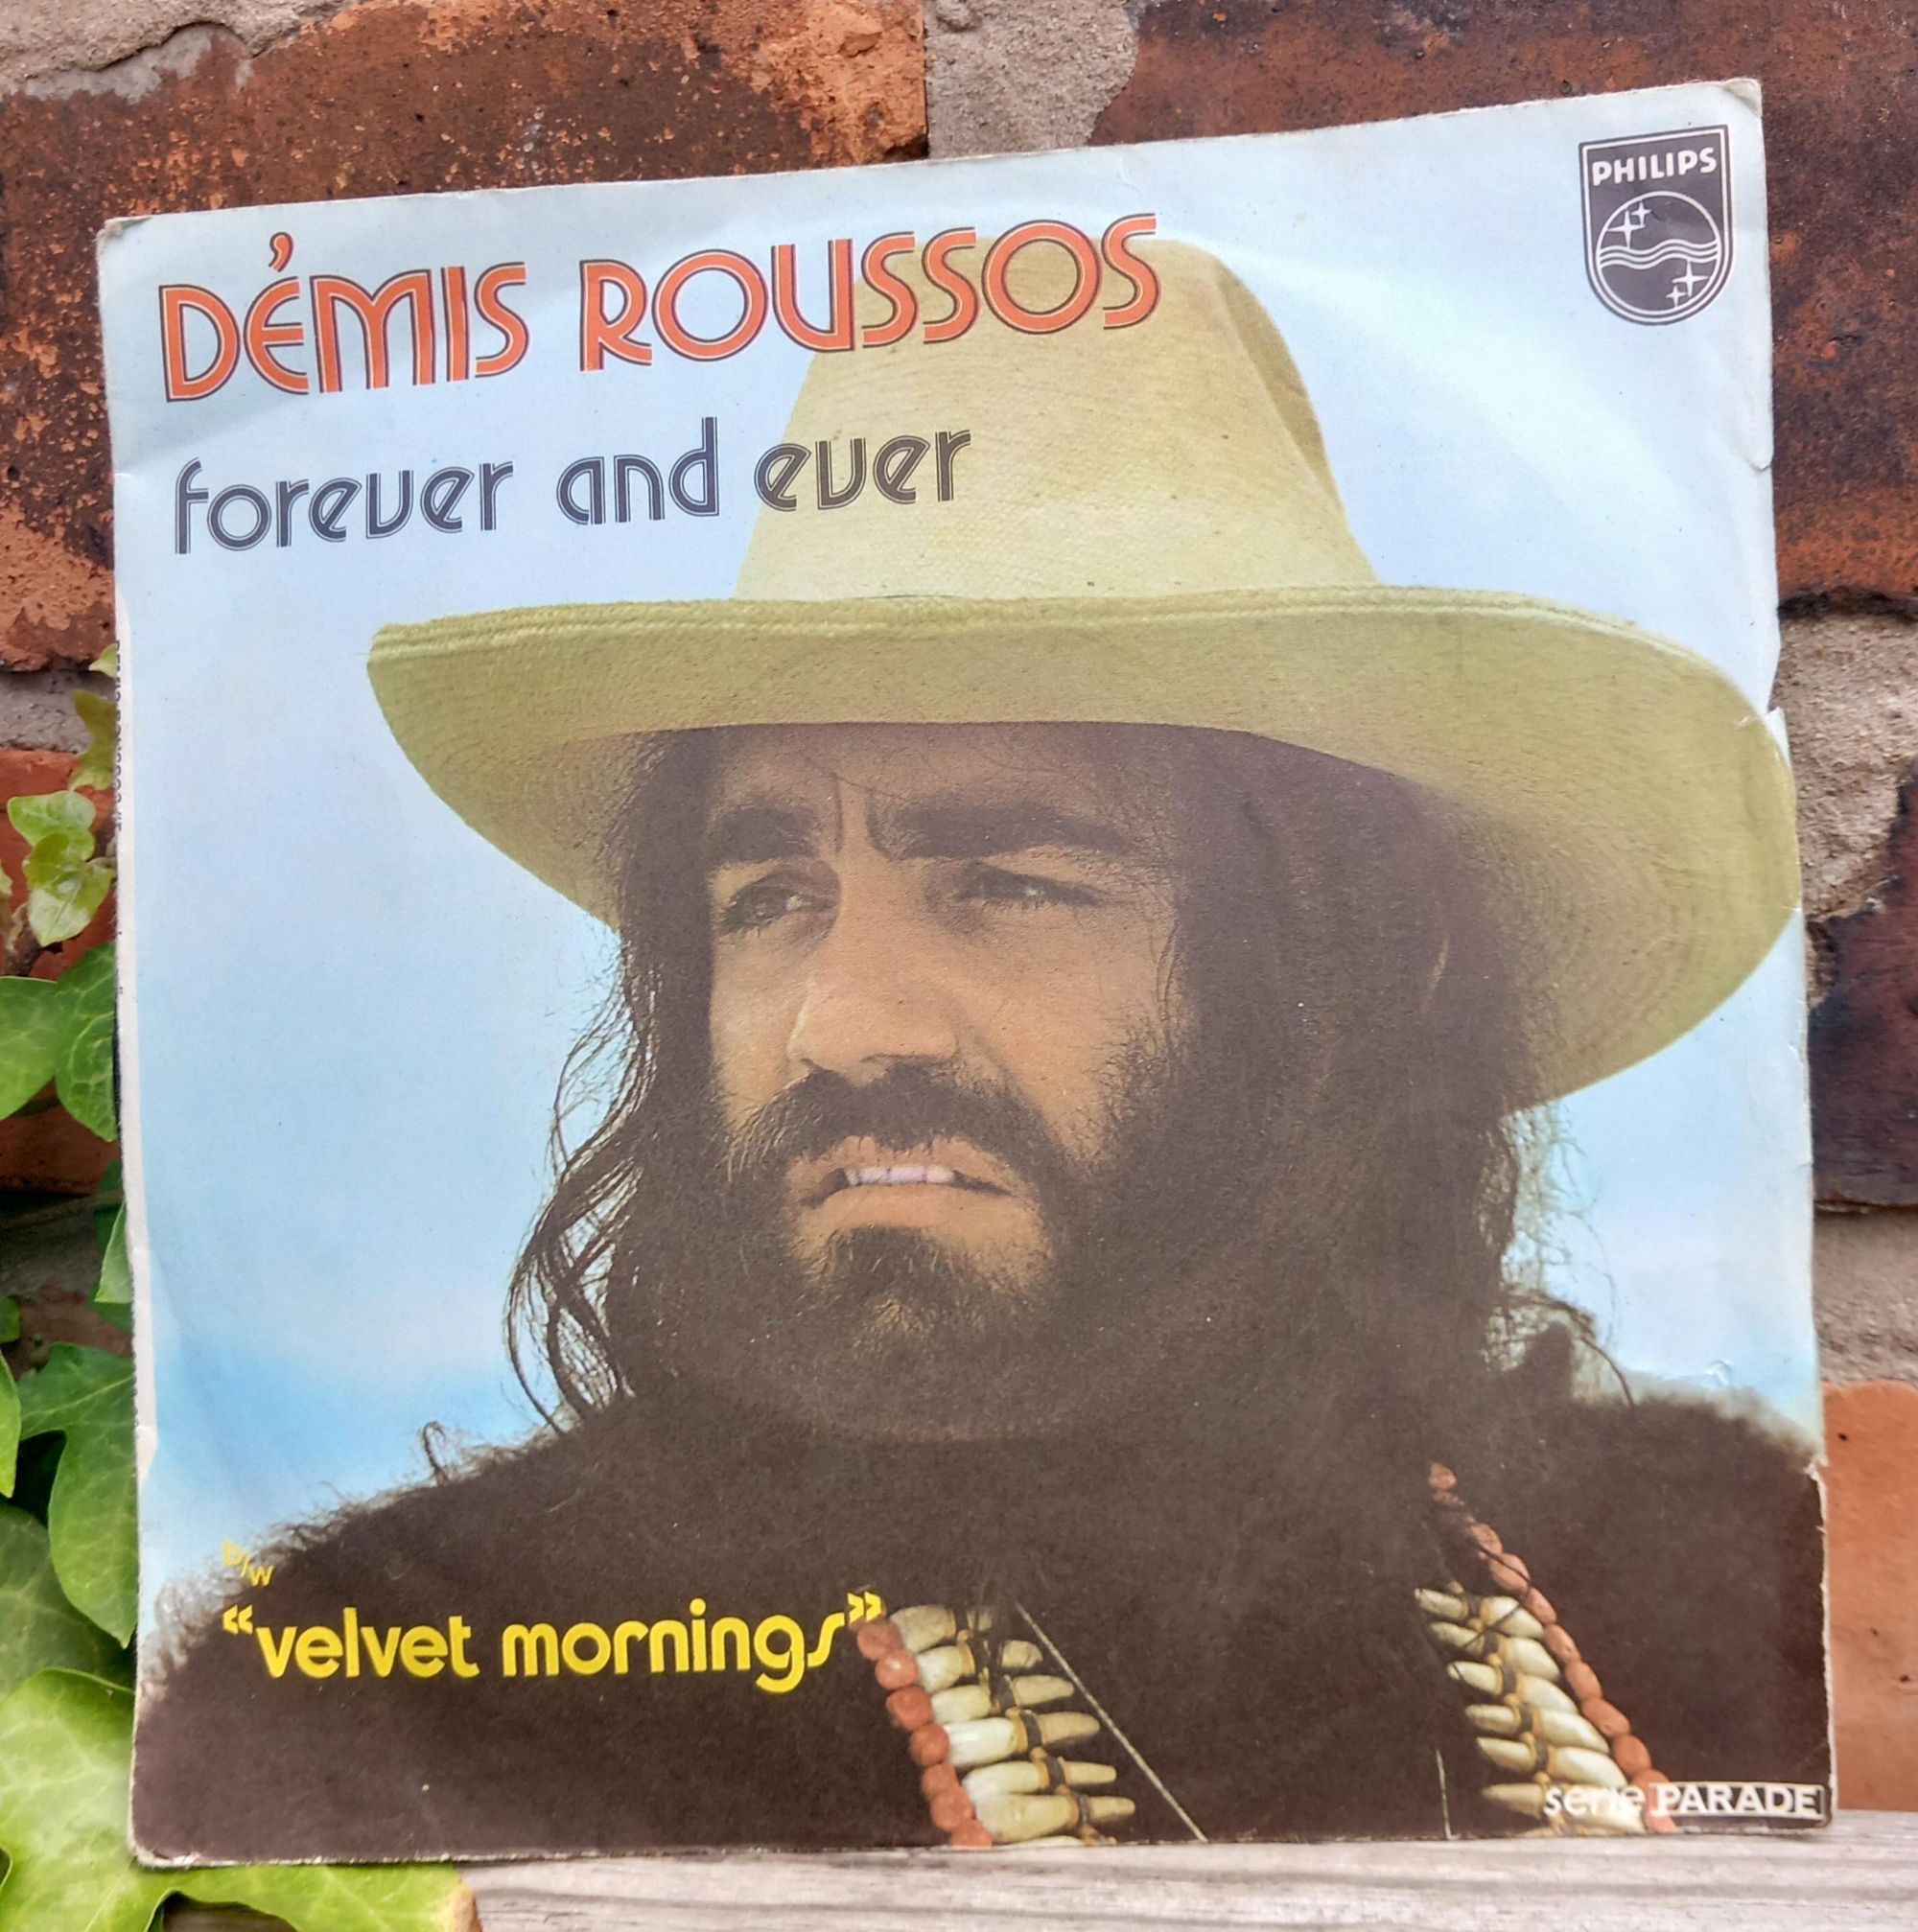 PHILIPS
DÉMIS ROUSSOS
forever and ever
b/w
“velvet mornings”
serie PARADE